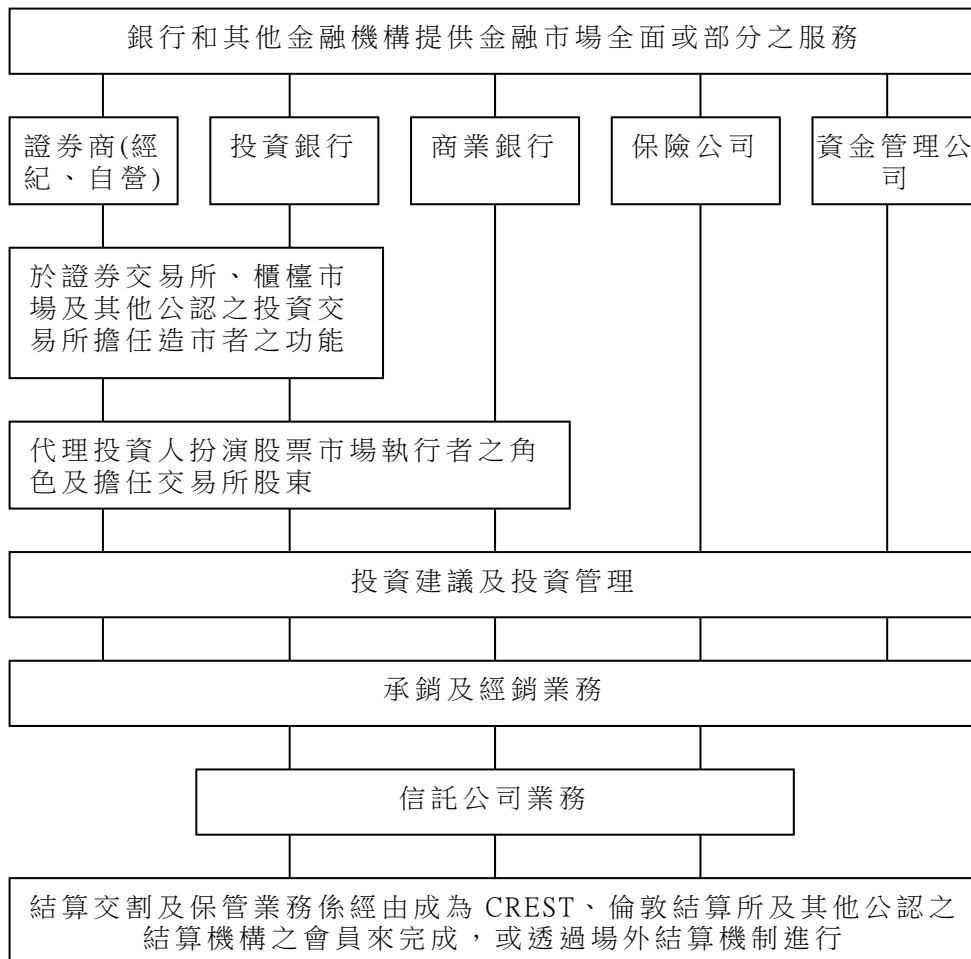 銀行和其他金融機構提供金融市場全面或部分之服務
證券商(經
紀、自營)
投資銀行
商業銀行
保險公司
資金管理公
司
於證券交易所、櫃檯市
場及其他公認之投資交
易所擔任造市者之功能
代理投資人扮演股票市場執行者之角
色及擔任交易所股東
投資建議及投資管理
承銷及經銷業務
信託公司業務
結算交割及保管業務係經由成為 CREST、倫敦結算所及其他公認之
結算機構之會員來完成，或透過場外結算機制進行